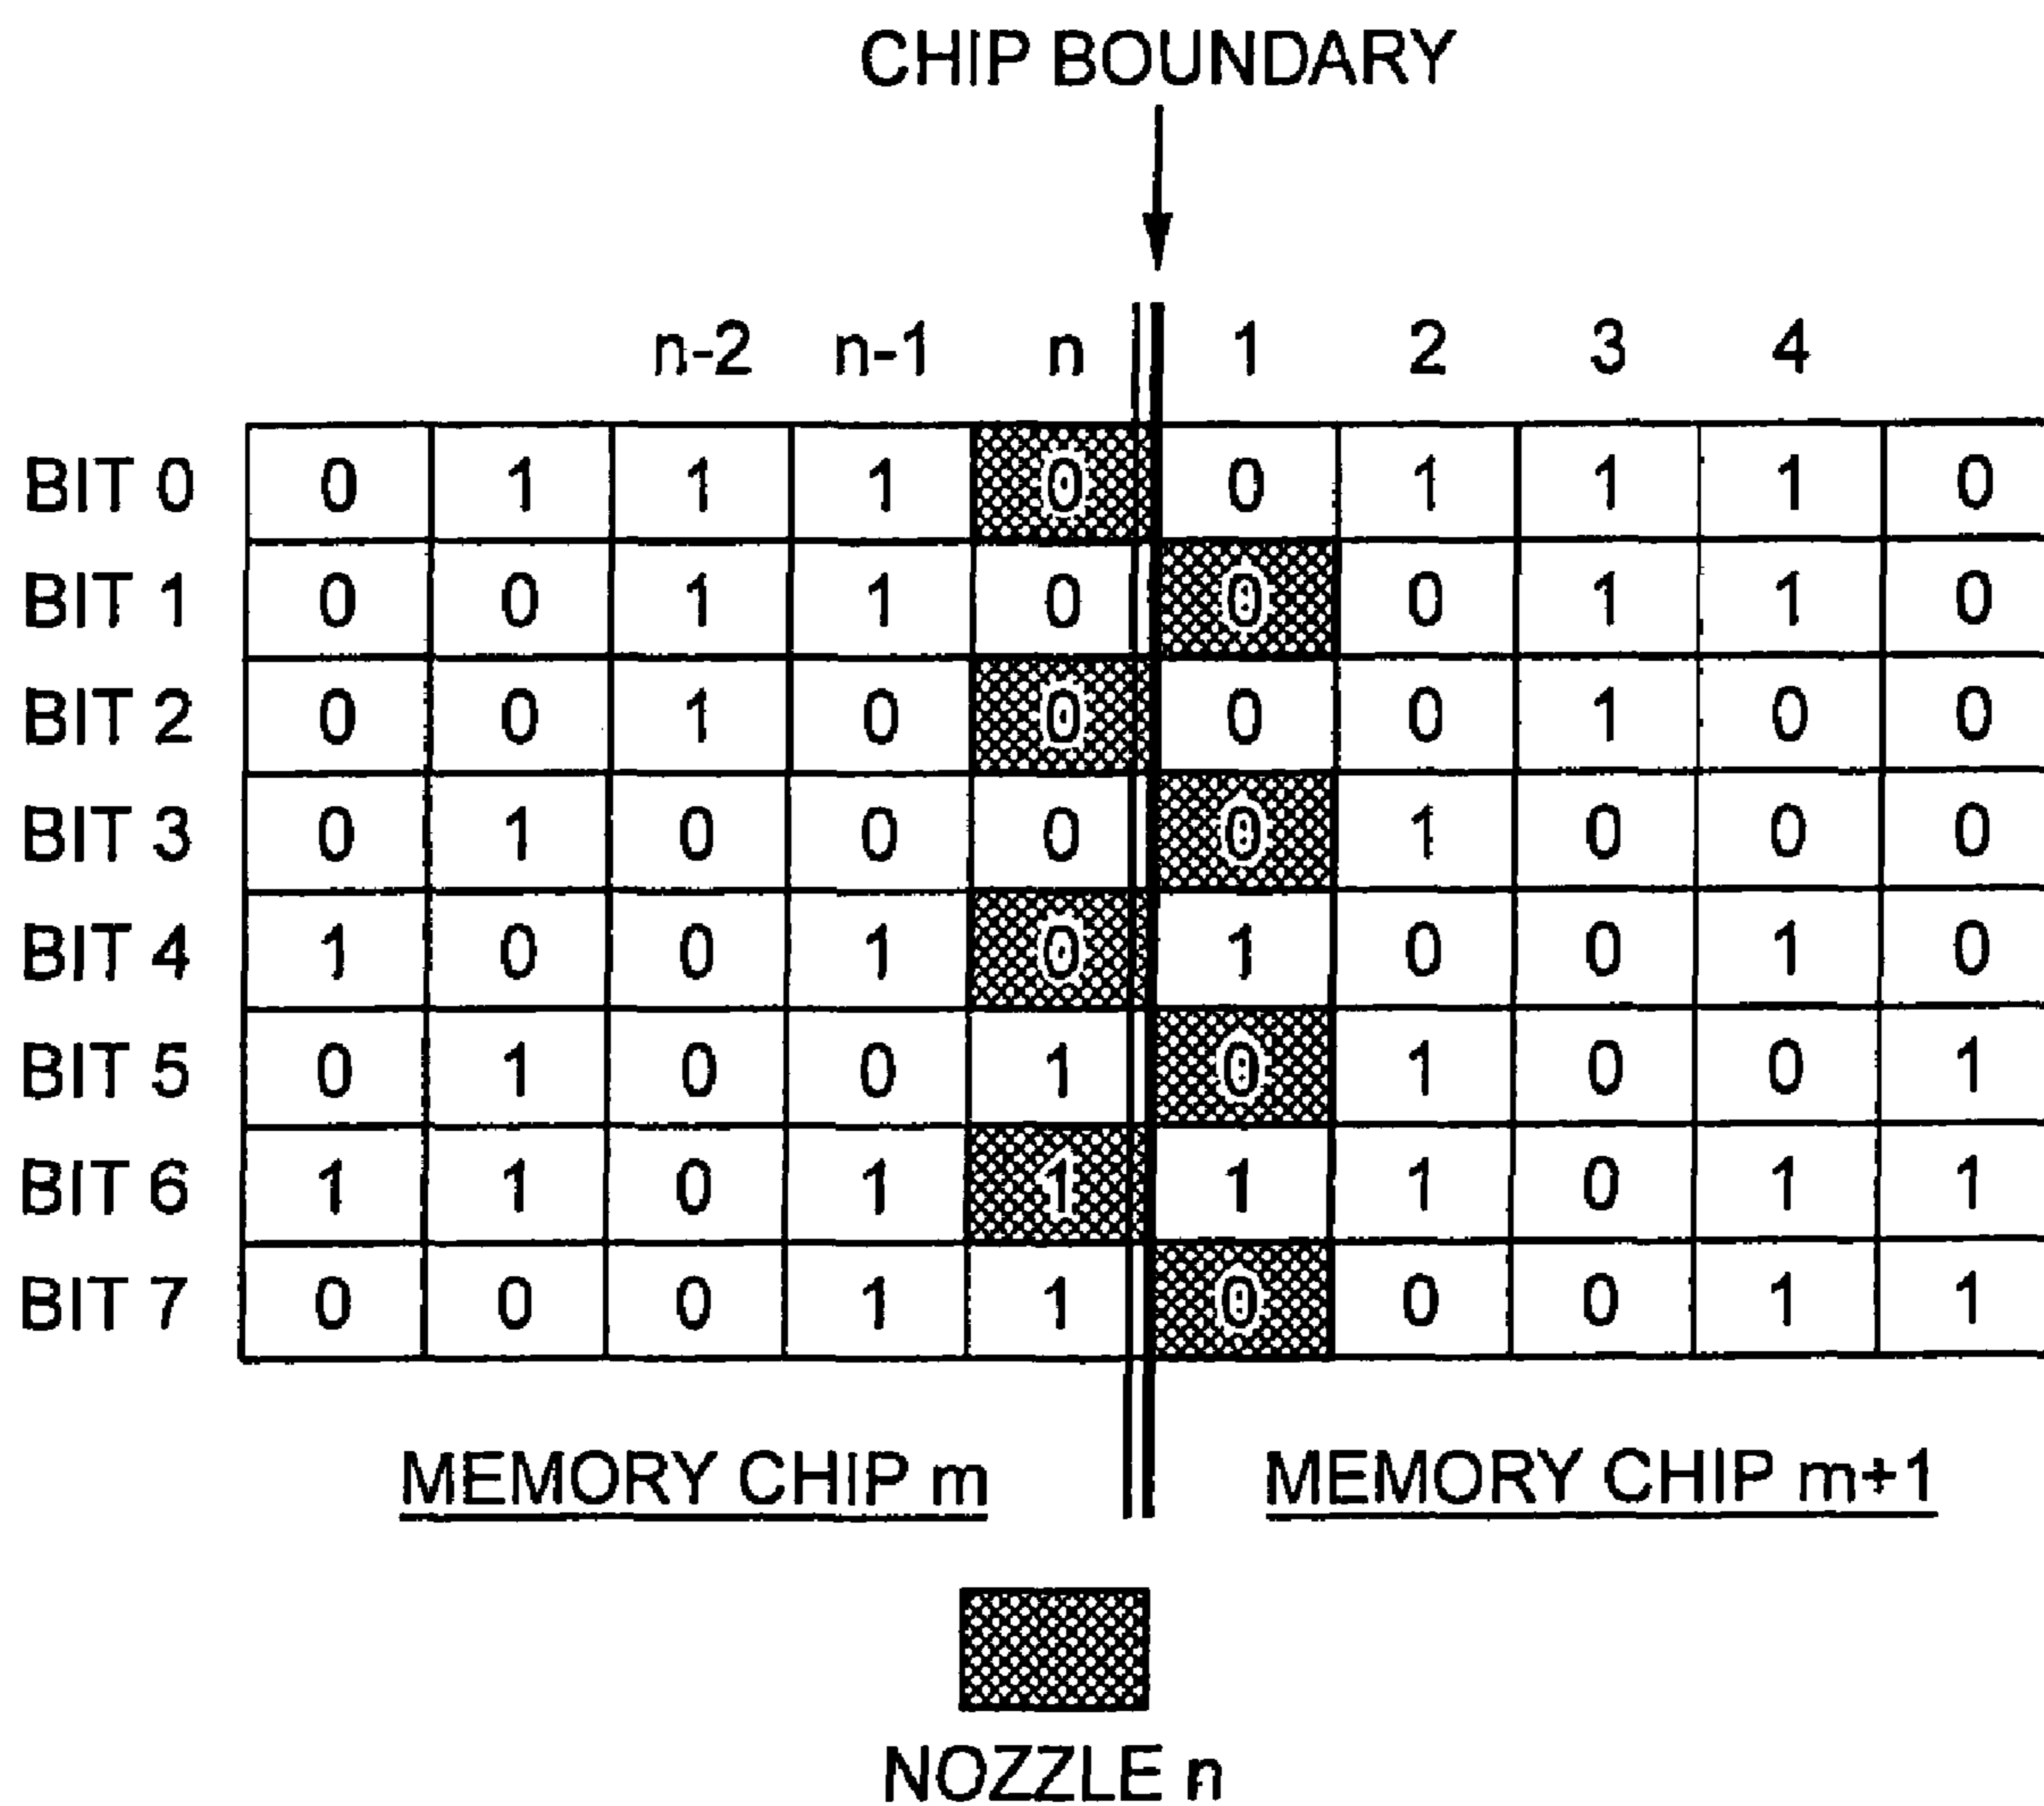 CHIP BOUNDARY
n-2 n-1 n 1 2 3 4
BIT 0 0 1 1 1 0 0 1 1 1 0
BIT 1 0 0 1 1 0 0 0 1 1 0
BIT 2 0 0 1 0 0 0 0 1 0 0
BIT 3 0 1 0 0 0 0 1 0 0 0
BIT 4 1 0 0 1 0 1 0 0 1 0
BIT 5 0 1 0 0 1 0 1 0 0 1
BIT 6 1 1 0 1 1 1 1 0 1 1
BIT 7 0 0 0 1 1 0 0 0 1 1
MEMORY CHIP m MEMORY CHIP m+1
NOZZLE n